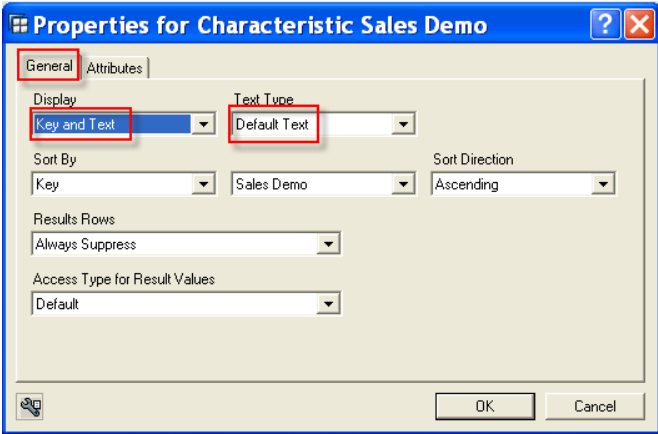 Properties for Characteristic Sales Demo
General Attributes
Display Text Type
Key and Text Default Text
Sort By Sort Direction
Key Sales Demo Ascending
Results Rows
Always Suppress
Access Type for Result Values
Default
OK Cancel